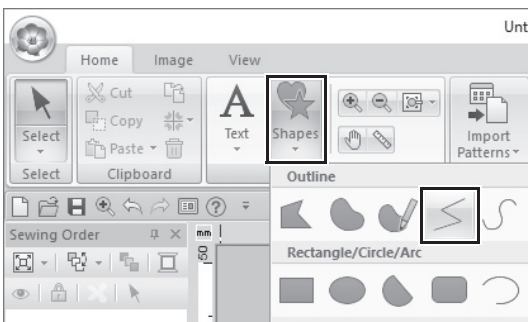 Unt
Home Image View
Select
Cut
Copy
Paste
Text
Shapes
Import
Patterns
Select Clipboard
Outline
Sewing Order
mm
50
Rectangle/Circle/Arc